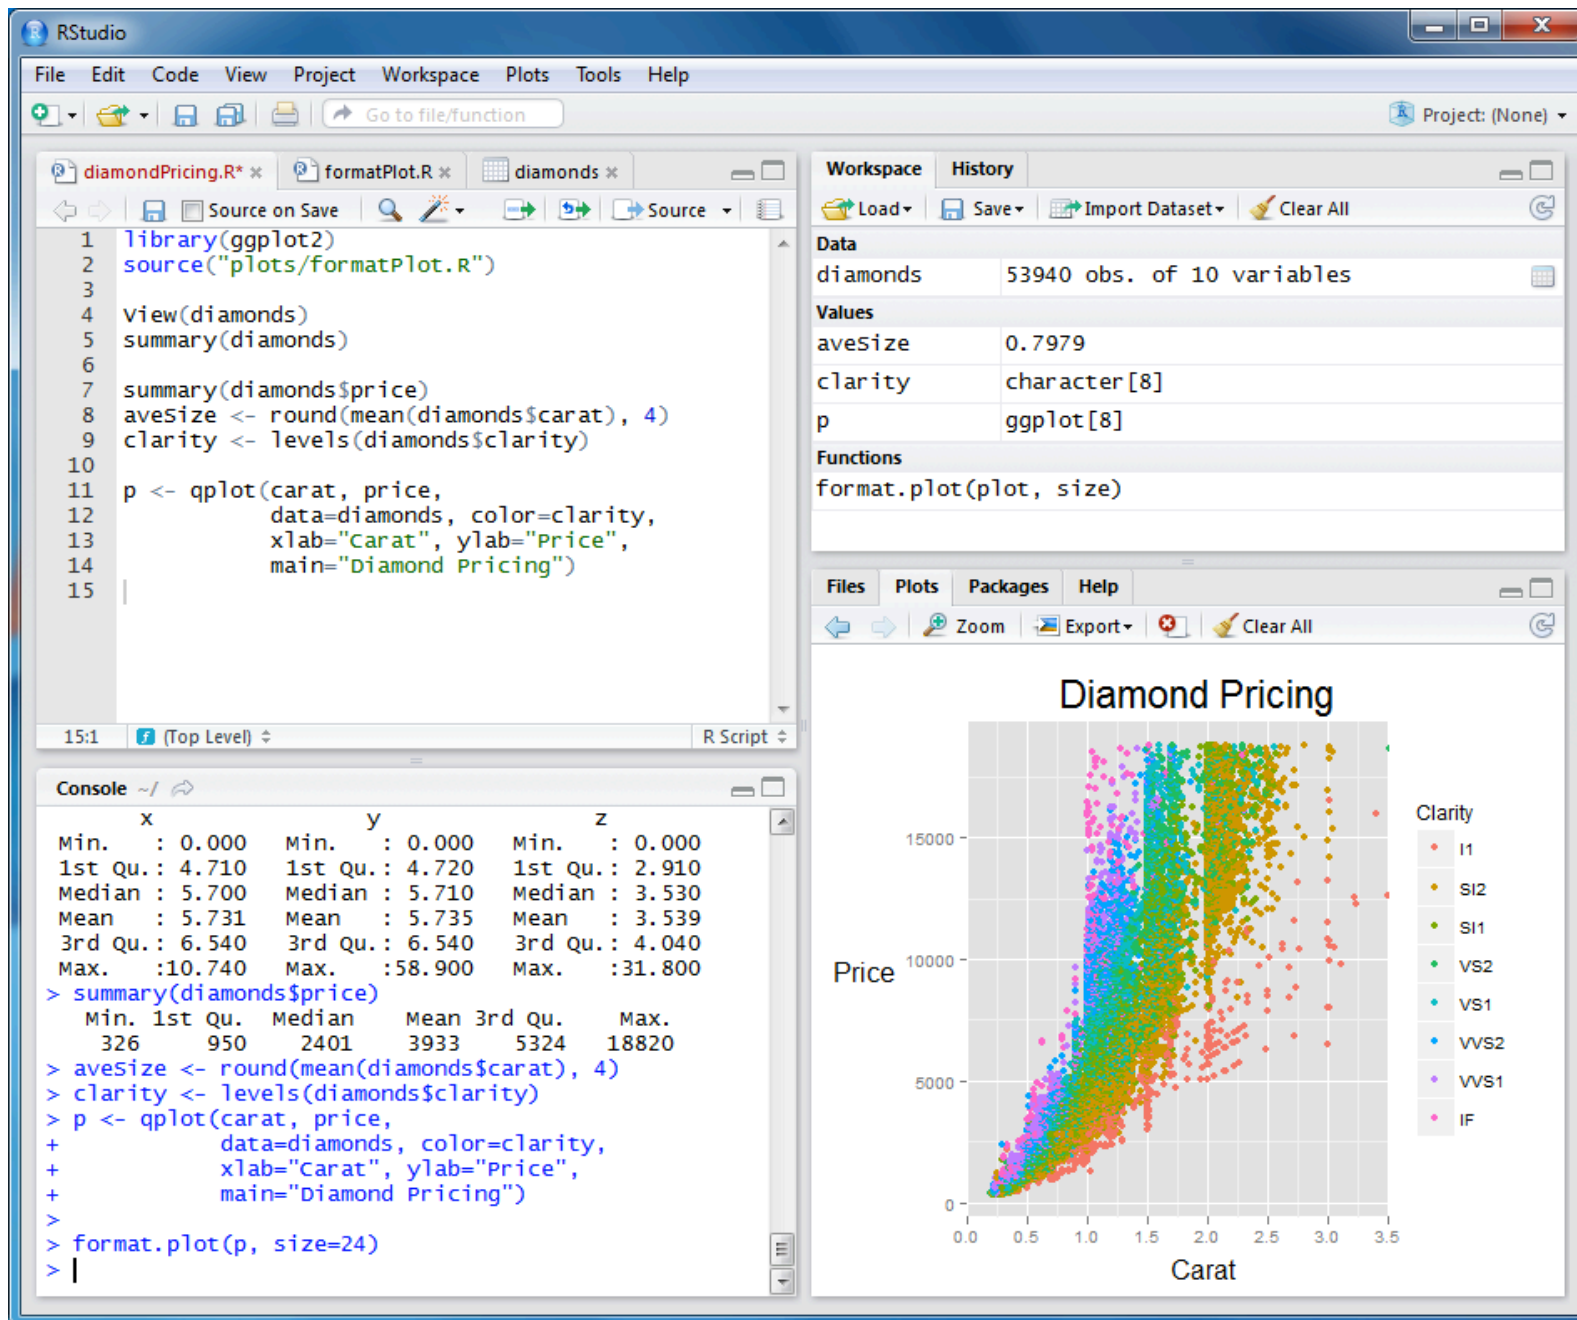 RStudio
File Edit Code View Project Workspace Plots Tools Help
Go to file/function
Project: (None)
diamondPricing.R* formatPlot.R diamonds
Source on Save Source
1 library(ggplot2)
2 source("plots/formatPlot.R")
3
4 View(diamonds)
5 summary(diamonds)
6
7 summary(diamonds$price)
8 aveSize <- round(mean(diamonds$carat), 4)
9 clarity <- levels(diamonds$clarity)
10
11 p <- qplot(carat, price,
12 data=diamonds, color=clarity,
13 xlab="Carat", ylab="Price",
14 main="Diamond Pricing")
15
15:1 (Top Level) R Script
Console ~/
x y z
Min. : 0.000 Min. : 0.000 Min. : 0.000
1st Qu.: 4.710 1st Qu.: 4.720 1st Qu.: 2.910
Median : 5.700 Median : 5.710 Median : 3.530
Mean : 5.731 Mean : 5.735 Mean : 3.539
3rd Qu.: 6.540 3rd Qu.: 6.540 3rd Qu.: 4.040
Max. :10.740 Max. :58.900 Max. :31.800
> summary(diamonds$price)
Min. 1st Qu. Median Mean 3rd Qu. Max.
326 950 2401 3933 5324 18820
> aveSize <- round(mean(diamonds$carat), 4)
> clarity <- levels(diamonds$clarity)
> p <- qplot(carat, price,
+ data=diamonds, color=clarity,
+ xlab="Carat", ylab="Price",
+ main="Diamond Pricing")
>
> format.plot(p, size=24)
>
Workspace History
Load Save Import Dataset Clear All
Data
diamonds 53940 obs. of 10 variables
Values
aveSize 0.7979
clarity character[8]
p ggplot[8]
Functions
format.plot(plot, size)
Files Plots Packages Help
Zoom Export Clear All
Diamond Pricing
Price
15000
10000
5000
0
0.0 0.5 1.0 1.5 2.0 2.5 3.0 3.5
Carat
Clarity
I1
SI2
SI1
VS2
VS1
VVS2
VVS1
IF